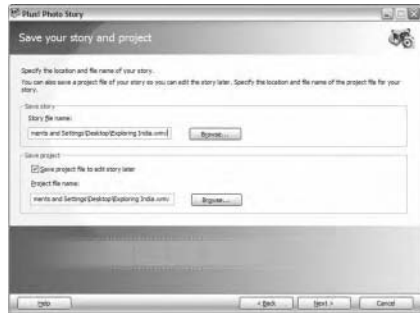 Plus! Photo Story
Save your story and project
Specify the location and file name of your story.
You can also save a project file of your story so you can edit the story later. Specify the location and file name of the project file for your story.
Save story
Story file name:
ments and Settings\Desktop\Exploring India.wmv
Browse...
Save project
Save project file to edit story later
Project file name:
ments and Settings\Desktop\Exploring India.wmv
Browse...
Help
< Back
Next >
Cancel